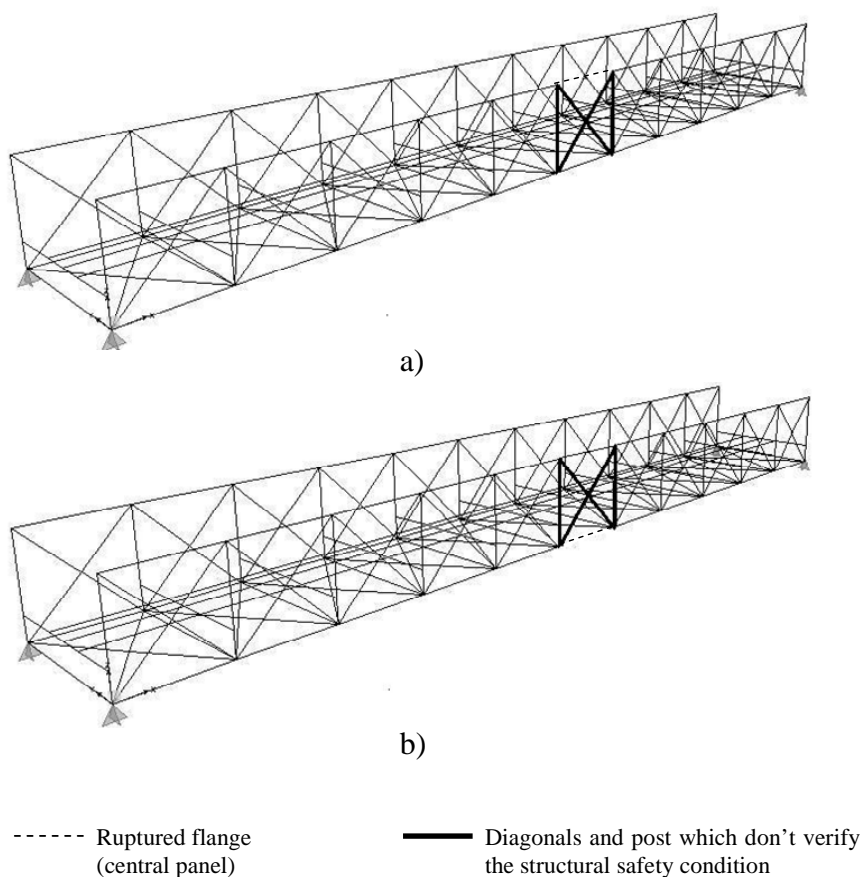 a)
b)
Ruptured flange
(central panel)
Diagonals and post which don't verify
the structural safety condition